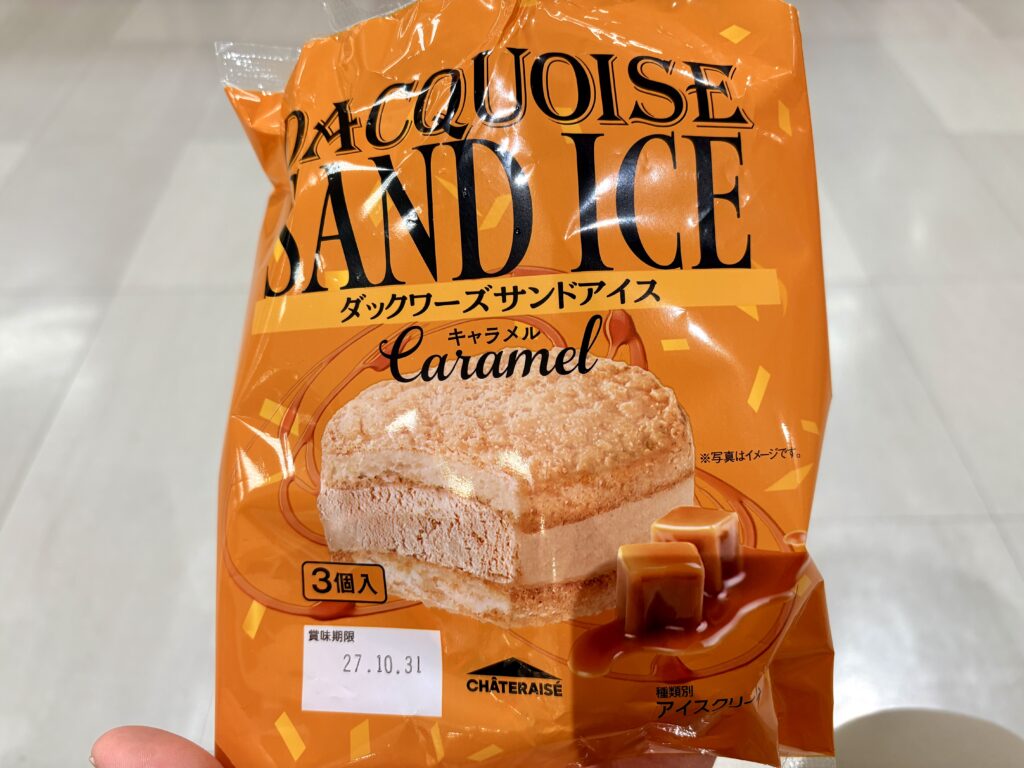 DACQUOISE
SAND ICE
ダックワーズサンドアイス
キャラメル
Caramel
※写真はイメージです。
3個入
賞味期限
27.10.31
CHÂTERAISÉ
種類別
アイスクリーム